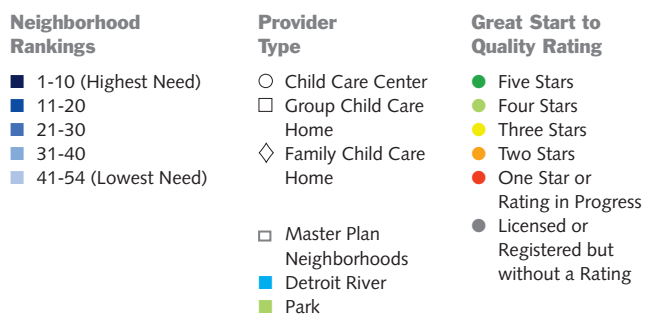 Neighborhood
Rankings
1-10 (Highest Need)
11-20
21-30
31-40
41-54 (Lowest Need)
Provider
Type
Child Care Center
Group Child Care
Home
Family Child Care
Home
Master Plan
Neighborhoods
Detroit River
Park
Great Start to
Quality Rating
Five Stars
Four Stars
Three Stars
Two Stars
One Star or
Rating in Progress
Licensed or
Registered but
without a Rating